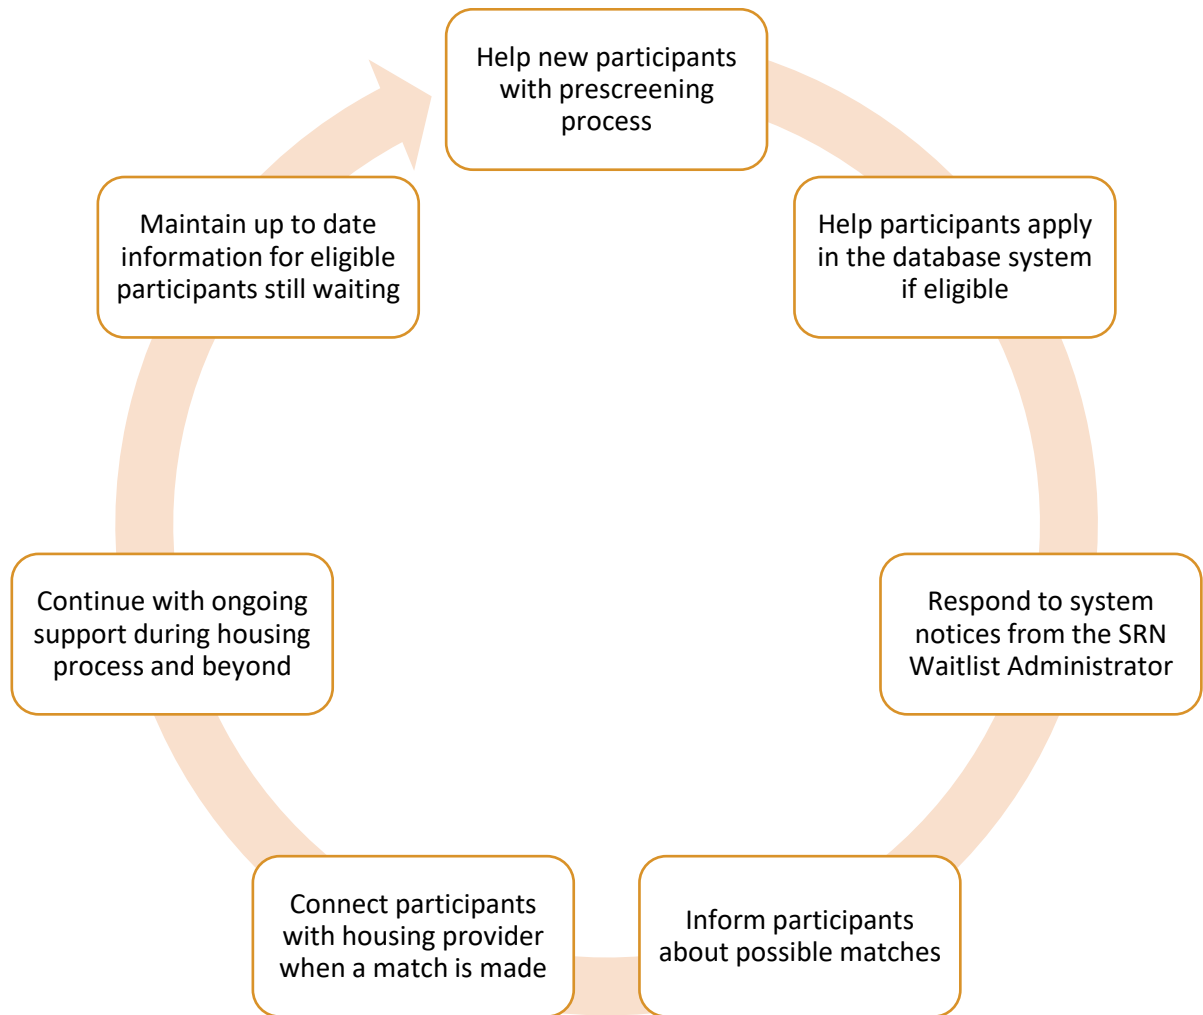 Help new participants
with prescreening
process
Help participants apply
in the database system
if eligible
Respond to system
notices from the SRN
Waitlist Administrator
Inform participants
about possible matches
Connect participants
with housing provider
when a match is made
Continue with ongoing
support during housing
process and beyond
Maintain up to date
information for eligible
participants still waiting